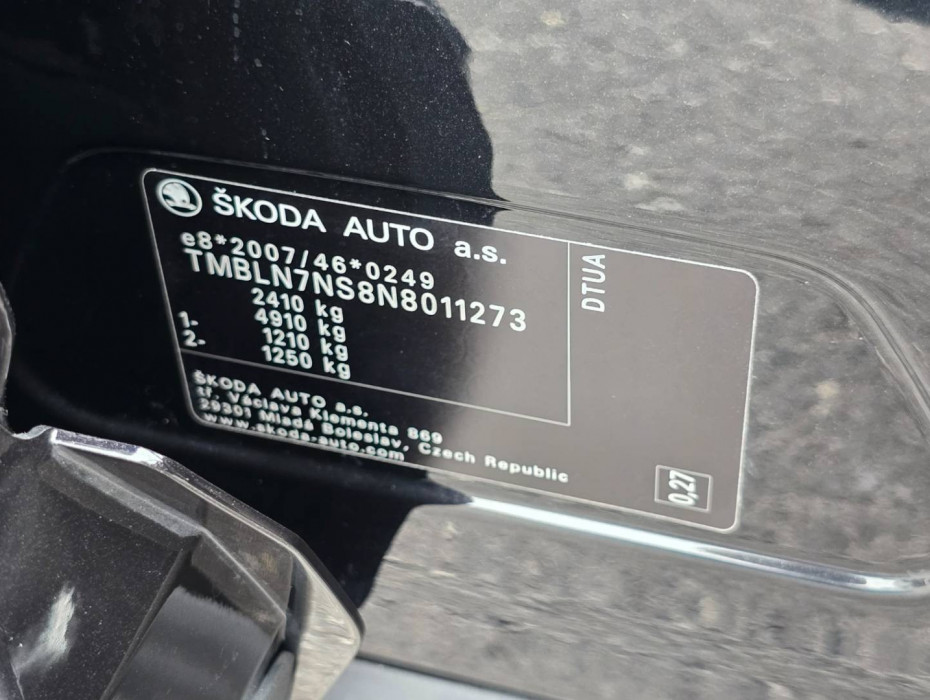 ŠKODA AUTO a.s.
e8*2007/46*0249
TMBLN7NS8N8011273
2410 kg
4910 kg
1- 1210 kg
2- 1250 kg
ŠKODA AUTO a.s.
tř. Václava Klementa 869
29301 Mladá Boleslav, Czech Republic
www.skoda-auto.com
DTUA
0,27